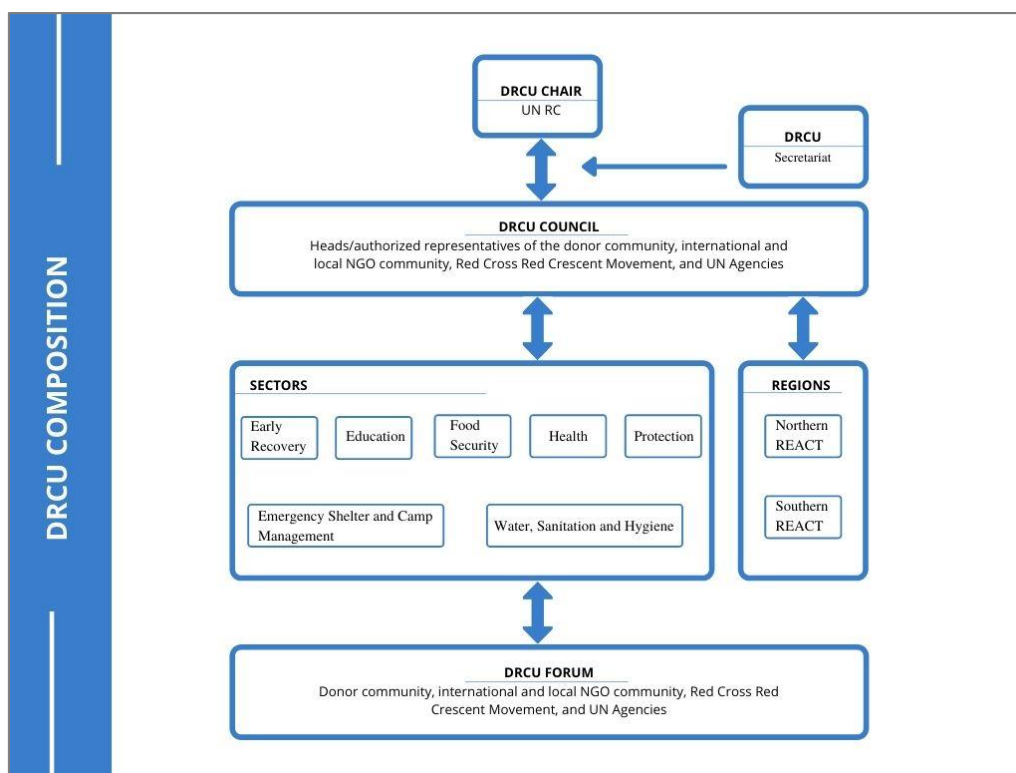 DRCU COMPOSITION
DRCU CHAIR
UN RC
DRCU
Secretariat
DRCU COUNCIL
Heads/authorized representatives of the donor community, international and
local NGO community, Red Cross Red Crescent Movement, and UN Agencies
SECTORS
Early
Recovery
Education
Food
Security
Health
Protection
Emergency Shelter and Camp
Management
Water, Sanitation and Hygiene
REGIONS
Northern
REACT
Southern
REACT
DRCU FORUM
Donor community, international and local NGO community, Red Cross Red
Crescent Movement, and UN Agencies